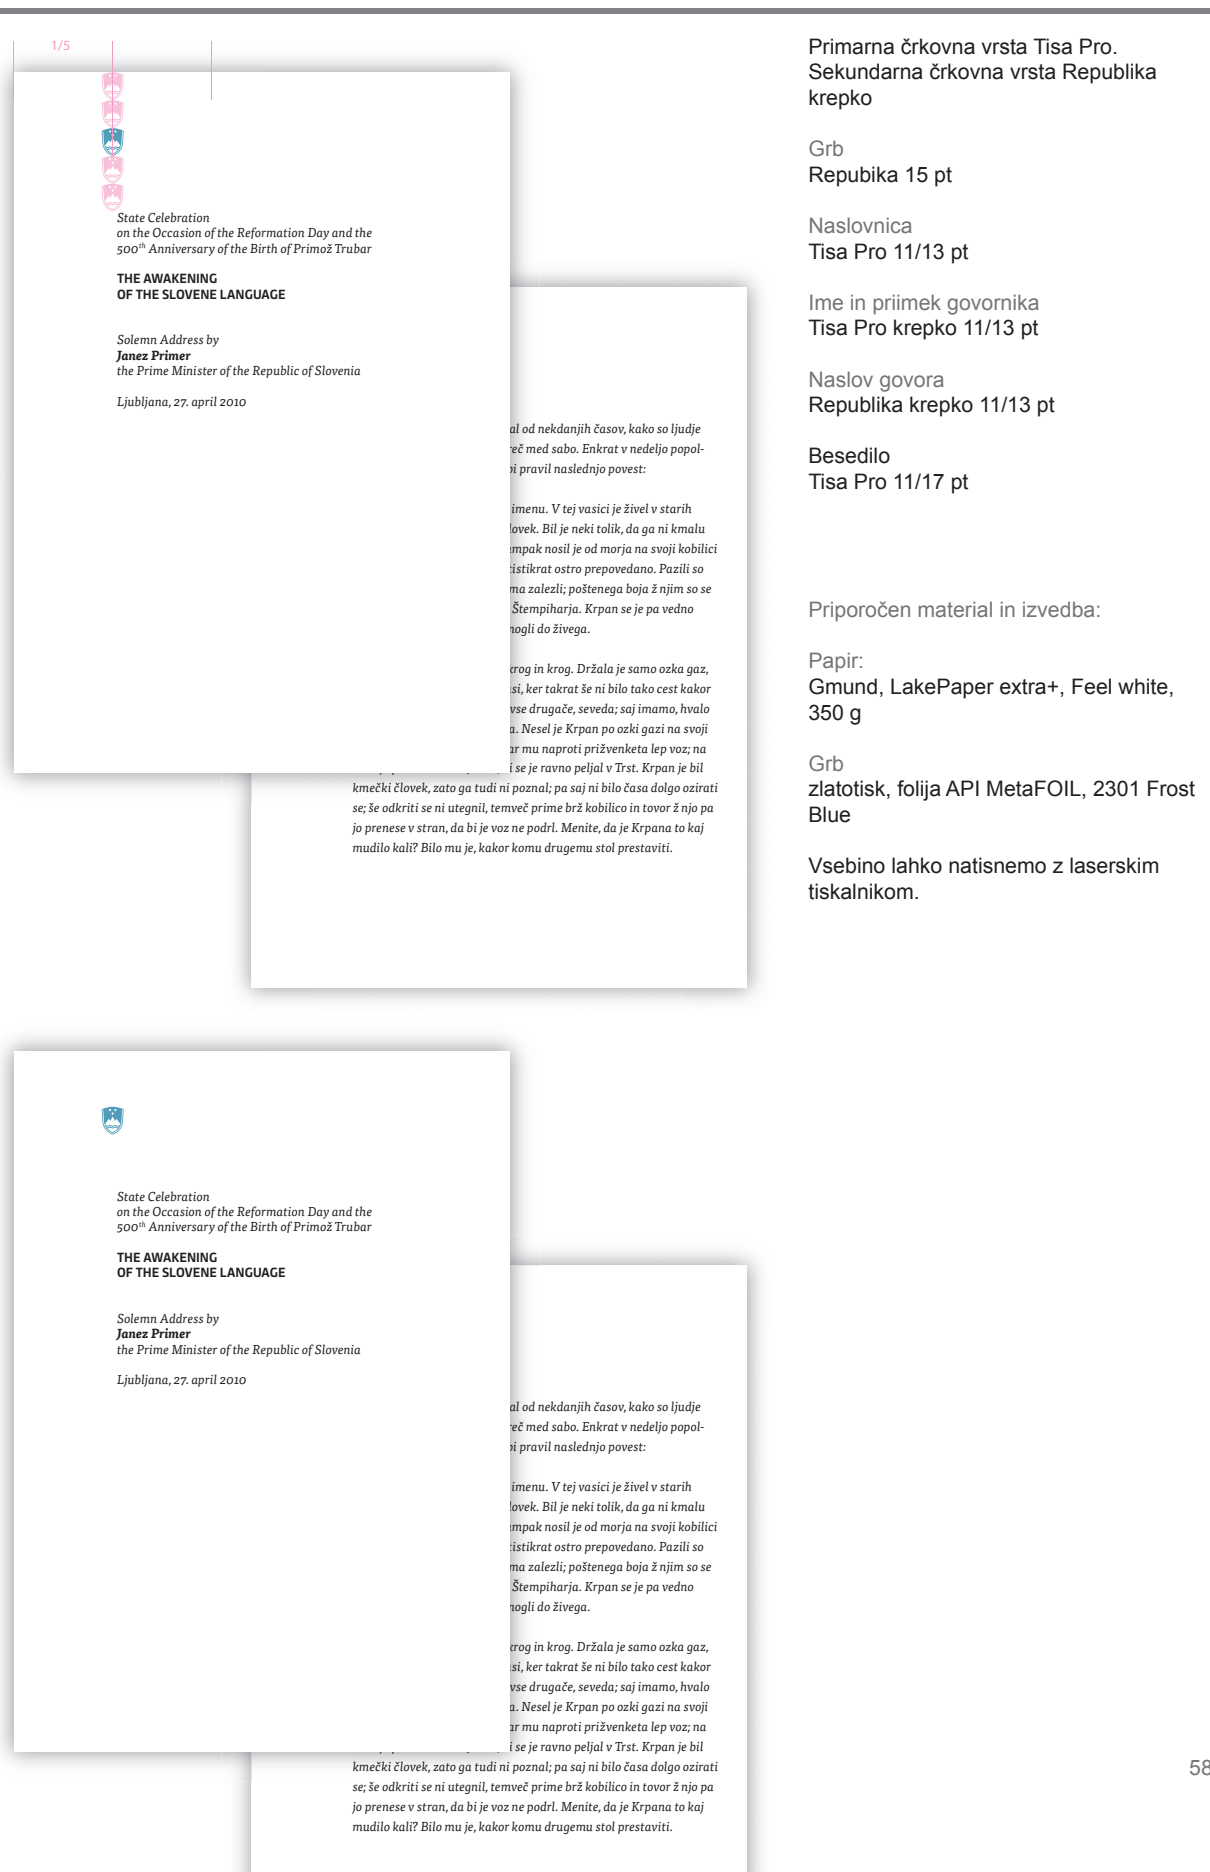 1/5
State Celebration
on the Occasion of the Reformation Day and the
500th Anniversary of the Birth of Primož Trubar
THE AWAKENING
OF THE SLOVENE LANGUAGE
Solemn Address by
Janez Primer
the Prime Minister of the Republic of Slovenia
Ljubljana, 27. april 2010
od nekdanjih časov, kako so ljudje
med sabo. Enkrat v nedeljo popol-
pravil naslednjo povest:
imenu. V tej vasici je živel v starih
Bil je neki tolik, da ga ni kmalu
nosil je od morja na svoji kobilici
ostro prepovedano. Pazili so
zalezli; poštenega boja ž njim so se
Štempiharja. Krpan se je pa vedno
do živega.
in krog. Držala je samo ozka gaz,
ker takrat še ni bilo tako cest kakor
vse drugače, seveda; saj imamo, hvalo
Nesel je Krpan po ozki gazi na svoji
mu naproti prižvenketa lep voz; na
se je ravno peljal v Trst. Krpan je bil
kmečki človek, zato ga tudi ni poznal; pa saj ni bilo časa dolgo ozirati
se; še odkriti se ni utegnil, temveč prime brž kobilico in tovor ž njo pa
jo prenese v stran, da bi je voz ne podrl. Menite, da je Krpana to kaj
mudilo kali? Bilo mu je, kakor komu drugemu stol prestaviti.
Primarna črkovna vrsta Tisa Pro.
Sekundarna črkovna vrsta Republika
krepko
Grb
Repubika 15 pt
Naslovnica
Tisa Pro 11/13 pt
Ime in priimek govornika
Tisa Pro krepko 11/13 pt
Naslov govora
Republika krepko 11/13 pt
Besedilo
Tisa Pro 11/17 pt
Priporočen material in izvedba:
Papir:
Gmund, LakePaper extra+, Feel white,
350 g
Grb
zlatotisk, folija API MetaFOIL, 2301 Frost
Blue
Vsebino lahko natisnemo z laserskim
tiskalnikom.
State Celebration
on the Occasion of the Reformation Day and the
500th Anniversary of the Birth of Primož Trubar
THE AWAKENING
OF THE SLOVENE LANGUAGE
Solemn Address by
Janez Primer
the Prime Minister of the Republic of Slovenia
Ljubljana, 27. april 2010
od nekdanjih časov, kako so ljudje
med sabo. Enkrat v nedeljo popol-
pravil naslednjo povest:
imenu. V tej vasici je živel v starih
Bil je neki tolik, da ga ni kmalu
nosil je od morja na svoji kobilici
ostro prepovedano. Pazili so
zalezli; poštenega boja ž njim so se
Štempiharja. Krpan se je pa vedno
do živega.
in krog. Držala je samo ozka gaz,
ker takrat še ni bilo tako cest kakor
vse drugače, seveda; saj imamo, hvalo
Nesel je Krpan po ozki gazi na svoji
mu naproti prižvenketa lep voz; na
se je ravno peljal v Trst. Krpan je bil
kmečki človek, zato ga tudi ni poznal; pa saj ni bilo časa dolgo ozirati
se; še odkriti se ni utegnil, temveč prime brž kobilico in tovor ž njo pa
jo prenese v stran, da bi je voz ne podrl. Menite, da je Krpana to kaj
mudilo kali? Bilo mu je, kakor komu drugemu stol prestaviti.
58